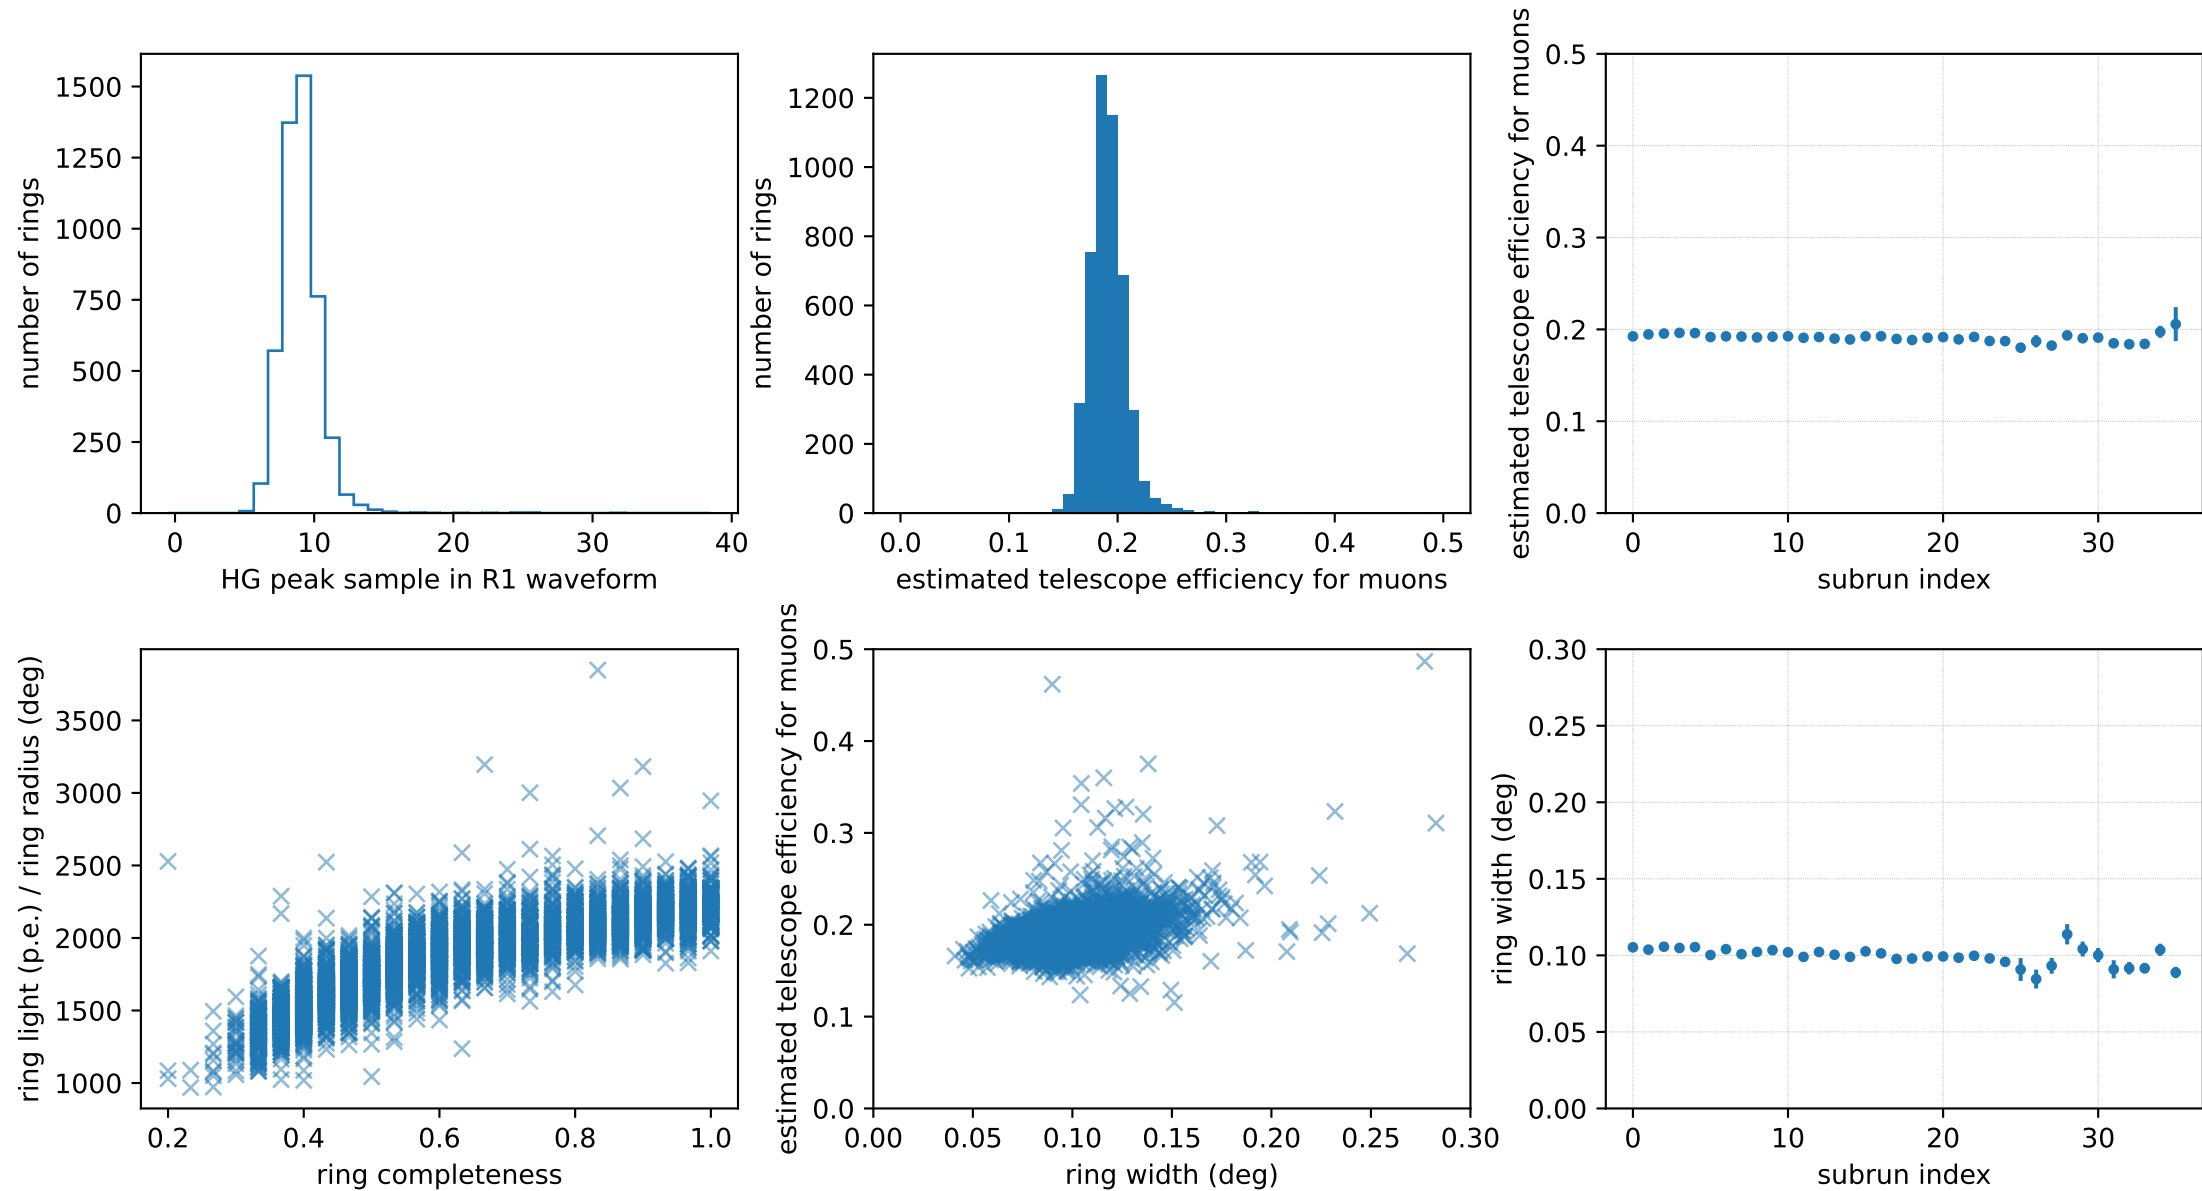 number of rings
1500
1250
1000
750
500
250
0
0 10 20 30 40
HG peak sample in R1 waveform
number of rings
1200
1000
800
600
400
200
0
0.0 0.1 0.2 0.3 0.4 0.5
estimated telescope efficiency for muons
estimated telescope efficiency for muons
0.5
0.4
0.3
0.2
0.1
0.0
0 10 20 30
subrun index
ring light (p.e.) / ring radius (deg)
3500
3000
2500
2000
1500
1000
0.2 0.4 0.6 0.8 1.0
ring completeness
estimated telescope efficiency for muons
0.5
0.4
0.3
0.2
0.1
0.0
0.00 0.05 0.10 0.15 0.20 0.25 0.30
ring width (deg)
ring width (deg)
0.30
0.25
0.20
0.15
0.10
0.05
0.00
0 10 20 30
subrun index